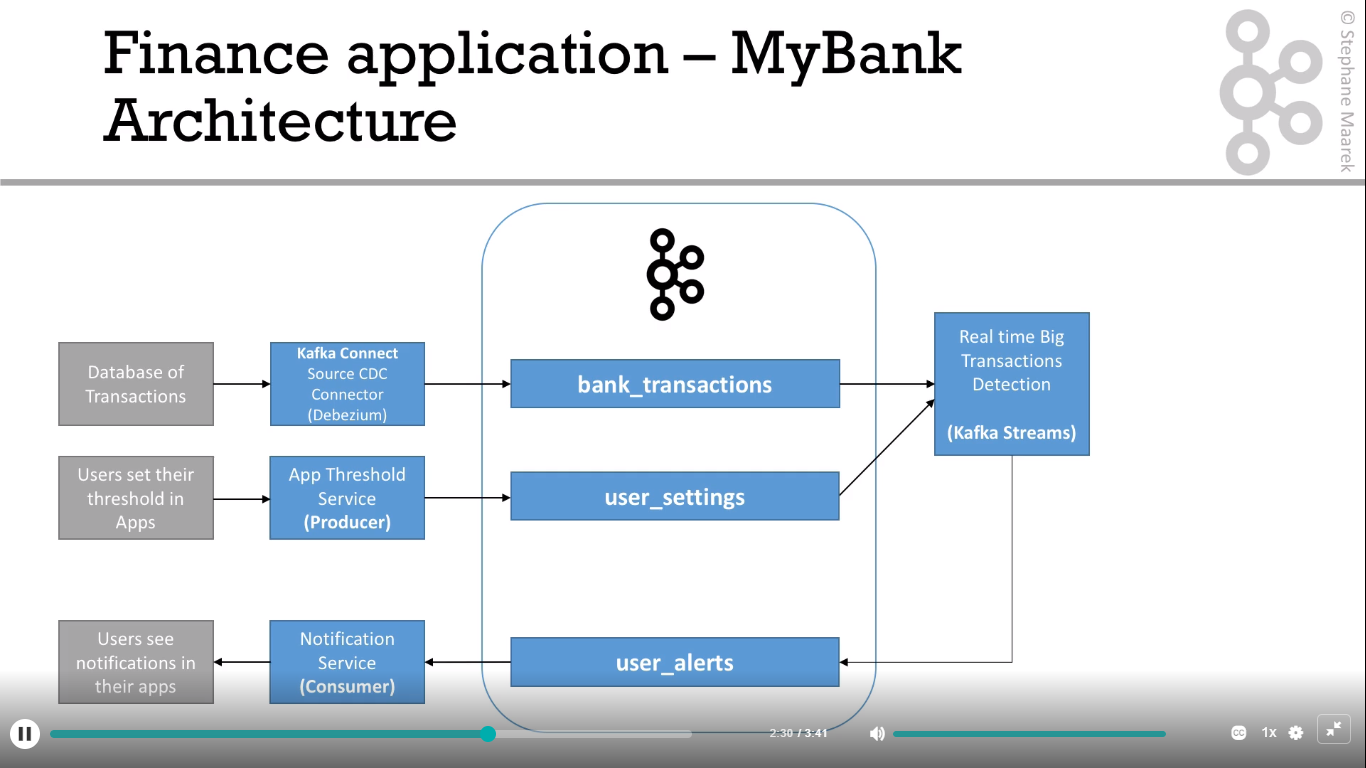 Finance application – MyBank
Architecture
© Stephane Maarek
Database of
Transactions
Kafka Connect
Source CDC
Connector
(Debezium)
bank_transactions
Real time Big
Transactions
Detection
(Kafka Streams)
Users set their
threshold in
Apps
App Threshold
Service
(Producer)
user_settings
Users see
notifications in
their apps
Notification
Service
(Consumer)
user_alerts
2:30 / 3:41
CC
1x